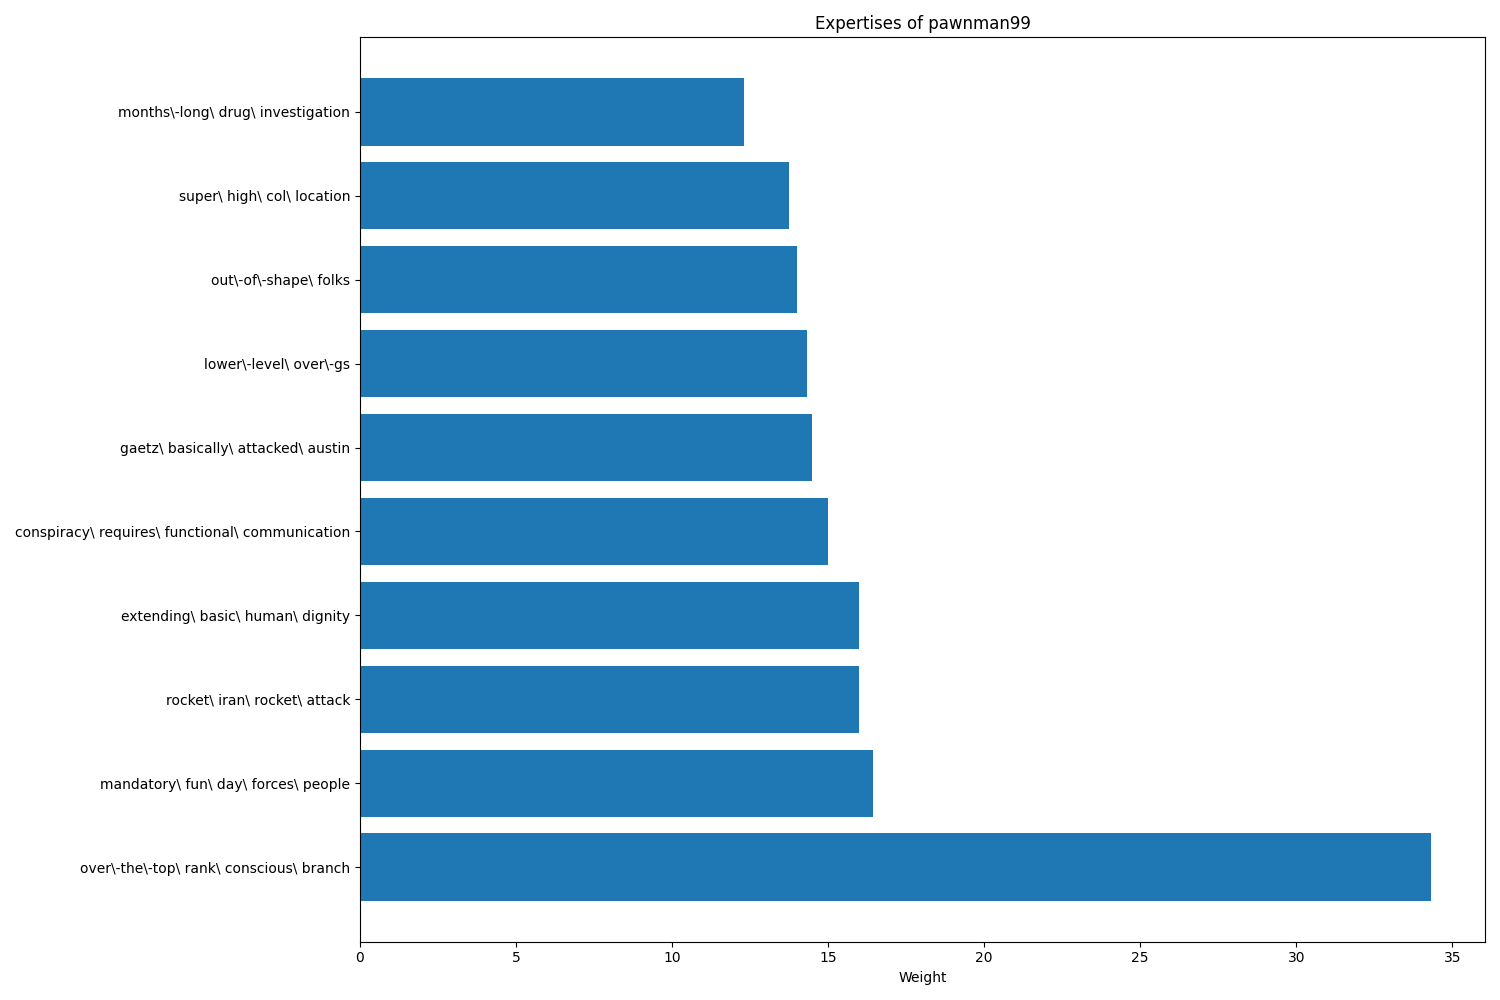 Expertises of pawnman99
months\-long\ drug\ investigation
super\ high\ col\ location
out\-of\-shape\ folks
lower\-level\ over\-gs
gaetz\ basically\ attacked\ austin
conspiracy\ requires\ functional\ communication
extending\ basic\ human\ dignity
rocket\ iran\ rocket\ attack
mandatory\ fun\ day\ forces\ people
over\-the\-top\ rank\ conscious\ branch
0 5 10 15 20 25 30 35
Weight